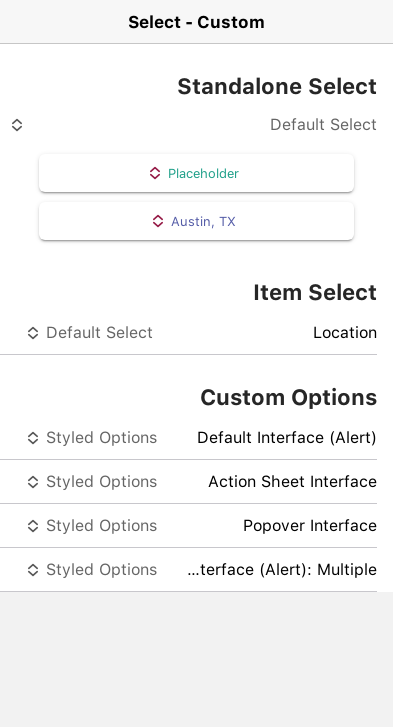 Select - Custom
Standalone Select
Default Select
Placeholder
Austin, TX
Item Select
Location Default Select
Custom Options
Default Interface (Alert) Styled Options
Action Sheet Interface Styled Options
Popover Interface Styled Options
...terface (Alert): Multiple Styled Options